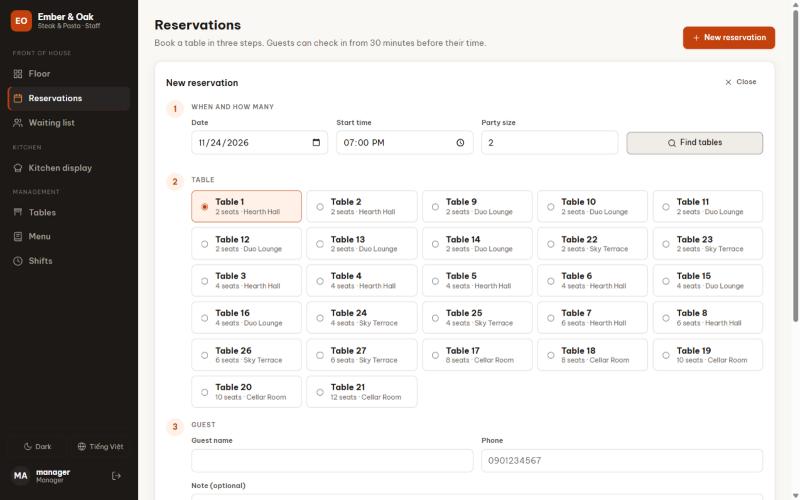 EO
Ember & Oak
Steak & Pasta · Staff
FRONT OF HOUSE
Floor
Reservations
Waiting list
KITCHEN
Kitchen display
MANAGEMENT
Tables
Menu
Shifts
Dark
Tiếng Việt
MA
manager
Manager
Reservations
Book a table in three steps. Guests can check in from 30 minutes before their time.
+ New reservation
New reservation
Close
1
WHEN AND HOW MANY
Date
Start time
Party size
11/24/2026
07:00 PM
2
Find tables
2
TABLE
Table 1
2 seats · Hearth Hall
Table 2
2 seats · Hearth Hall
Table 9
2 seats · Duo Lounge
Table 10
2 seats · Duo Lounge
Table 11
2 seats · Duo Lounge
Table 12
2 seats · Duo Lounge
Table 13
2 seats · Duo Lounge
Table 14
2 seats · Duo Lounge
Table 22
2 seats · Sky Terrace
Table 23
2 seats · Sky Terrace
Table 3
4 seats · Hearth Hall
Table 4
4 seats · Hearth Hall
Table 5
4 seats · Hearth Hall
Table 6
4 seats · Hearth Hall
Table 15
4 seats · Duo Lounge
Table 16
4 seats · Duo Lounge
Table 24
4 seats · Sky Terrace
Table 25
4 seats · Sky Terrace
Table 7
6 seats · Hearth Hall
Table 8
6 seats · Hearth Hall
Table 26
6 seats · Sky Terrace
Table 27
6 seats · Sky Terrace
Table 17
8 seats · Cellar Room
Table 18
8 seats · Cellar Room
Table 19
10 seats · Cellar Room
Table 20
10 seats · Cellar Room
Table 21
12 seats · Cellar Room
3
GUEST
Guest name
Phone
0901234567
Note (optional)